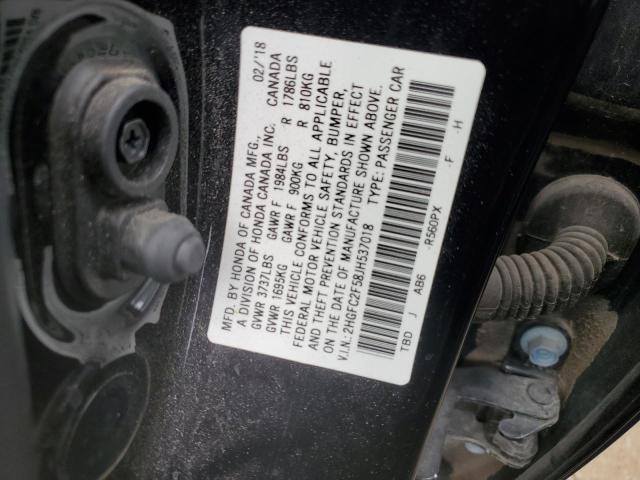 MFD. BY HONDA OF CANADA MFG. 02/'18
A DIVISION OF HONDA CANADA INC. CANADA
GVWR 3737LBS GAWR F 1984LBS R 1786LBS
GVWR 1695KG GAWR F 900KG R 810KG
THIS VEHICLE CONFORMS TO ALL APPLICABLE
FEDERAL MOTOR VEHICLE SAFETY, BUMPER,
AND THEFT PREVENTION STANDARDS IN EFFECT
ON THE DATE OF MANUFACTURE SHOWN ABOVE.
V.I.N.: 2HGFC2F58JH537018 TYPE: PASSENGER CAR
TBD J AB6 -R560PX -F -H